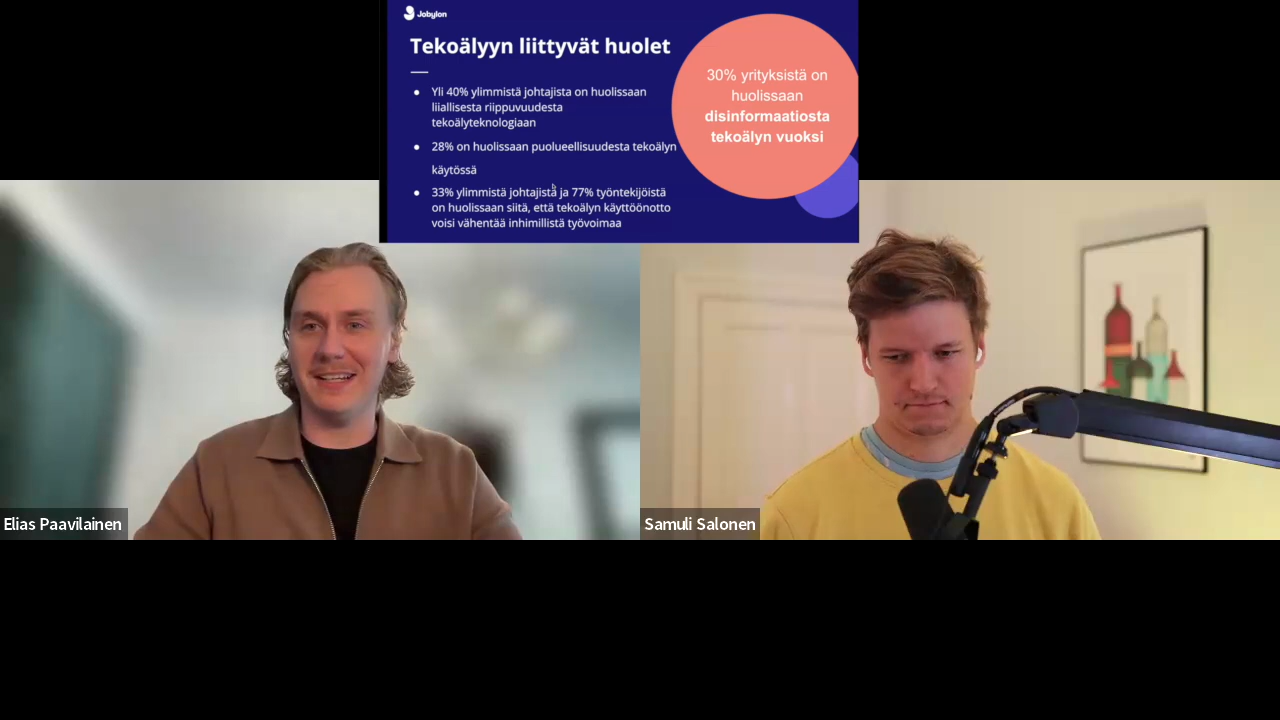 Jobylon
Tekoälyyn liittyvät huolet
Yli 40% ylimmistä johtajista on huolissaan
liiallisesta riippuvuudesta
tekoälyteknologiaan
28% on huolissaan puolueellisuudesta tekoälyn
käytössä
33% ylimmistä johtajista ja 77% työntekijöistä
on huolissaan siitä, että tekoälyn käyttöönotto
voisi vähentää inhimillistä työvoimaa
30% yrityksistä on
huolissaan
disinformaatiosta
tekoälyn vuoksi
Elias Paavilainen
Samuli Salonen